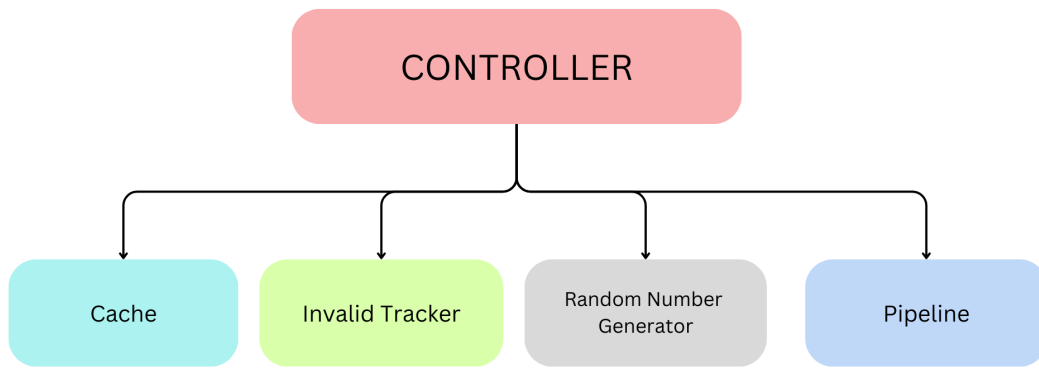 CONTROLLER
Cache
Invalid Tracker
Random Number
Generator
Pipeline